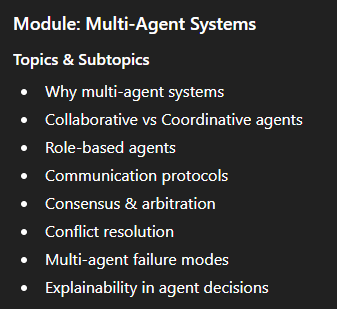 Module: Multi-Agent Systems
Topics & Subtopics
• Why multi-agent systems
• Collaborative vs Coordinative agents
• Role-based agents
• Communication protocols
• Consensus & arbitration
• Conflict resolution
• Multi-agent failure modes
• Explainability in agent decisions